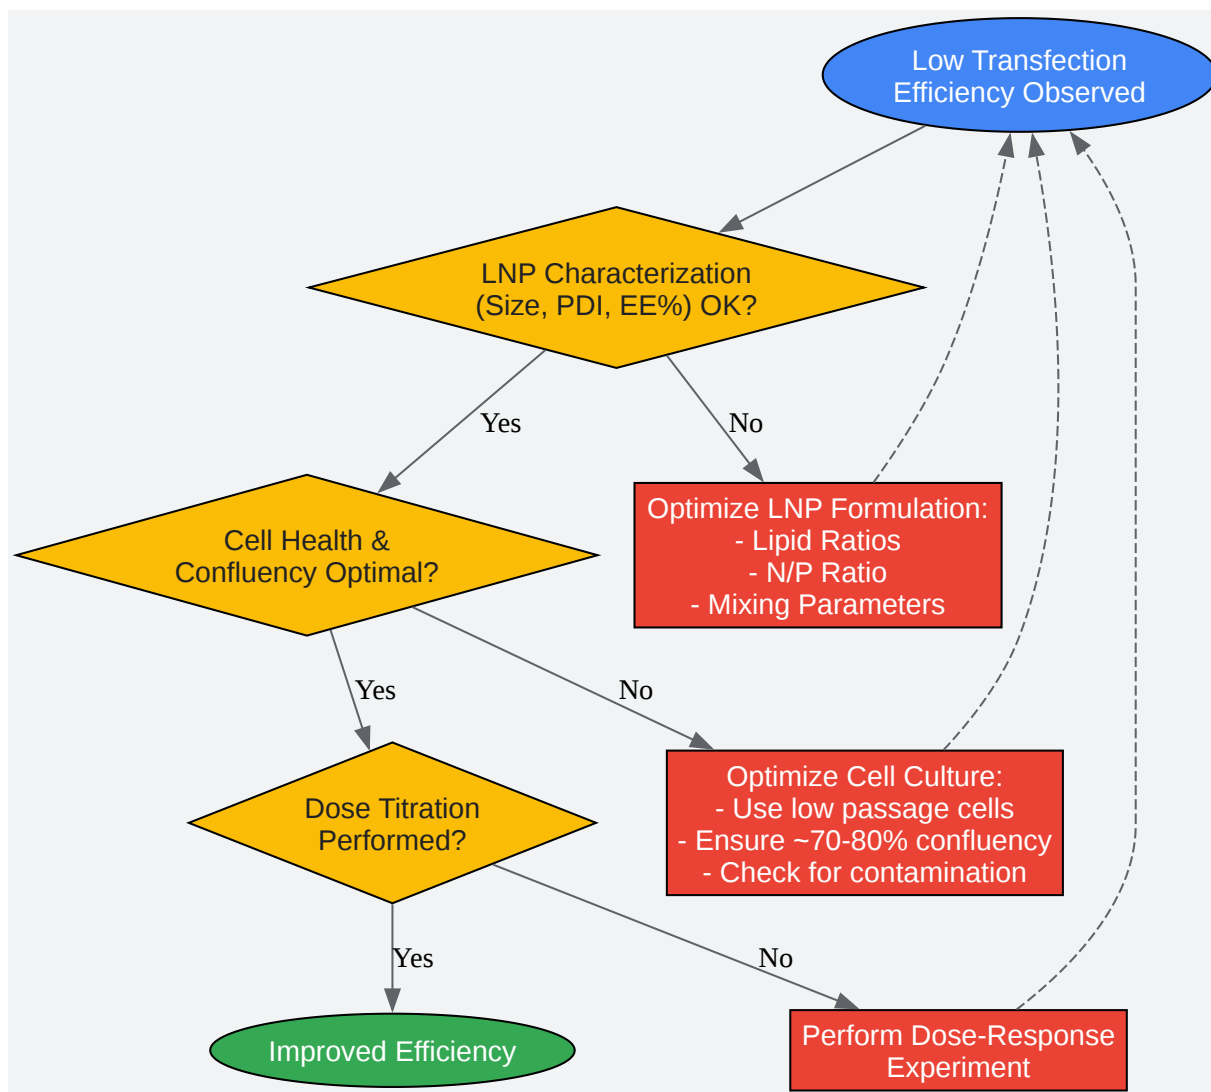 Low Transfection
Efficiency Observed
LNP Characterization
(Size, PDI, EE%) OK?
Yes
No
Cell Health &
Confluency Optimal?
Optimize LNP Formulation:
- Lipid Ratios
- N/P Ratio
- Mixing Parameters
Yes
No
Dose Titration
Performed?
Optimize Cell Culture:
- Use low passage cells
- Ensure ~70-80% confluency
- Check for contamination
Yes
No
Improved Efficiency
Perform Dose-Response
Experiment